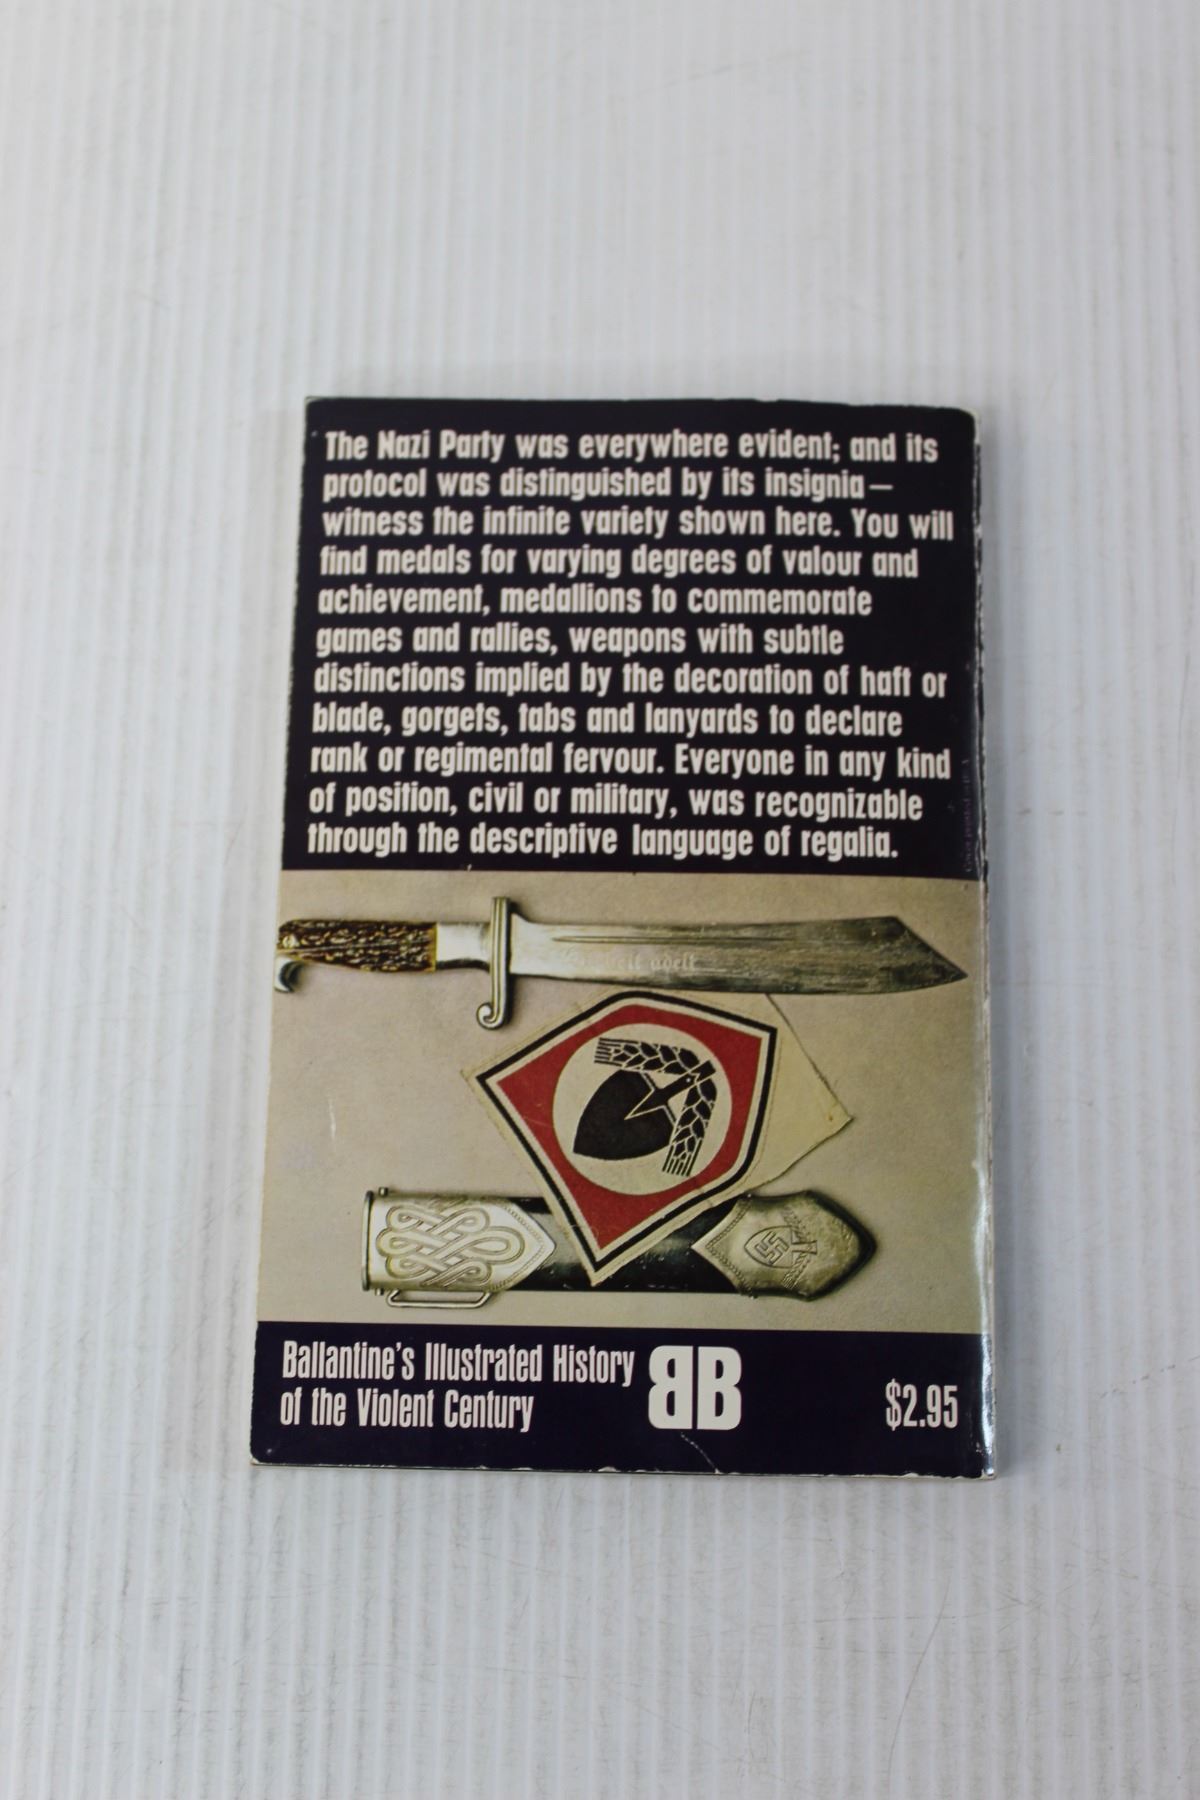 The Nazi Party was everywhere evident; and its
protocol was distinguished by its insignia—
witness the infinite variety shown here. You will
find medals for varying degrees of valour and
achievement, medallions to commemorate
games and rallies, weapons with subtle
distinctions implied by the decoration of haft or
blade, gorgets, tabs and lanyards to declare
rank or regimental fervour. Everyone in any kind
of position, civil or military, was recognizable
through the descriptive language of regalia.
adelt
Ballantine's Illustrated History
of the Violent Century
BB
$2.95